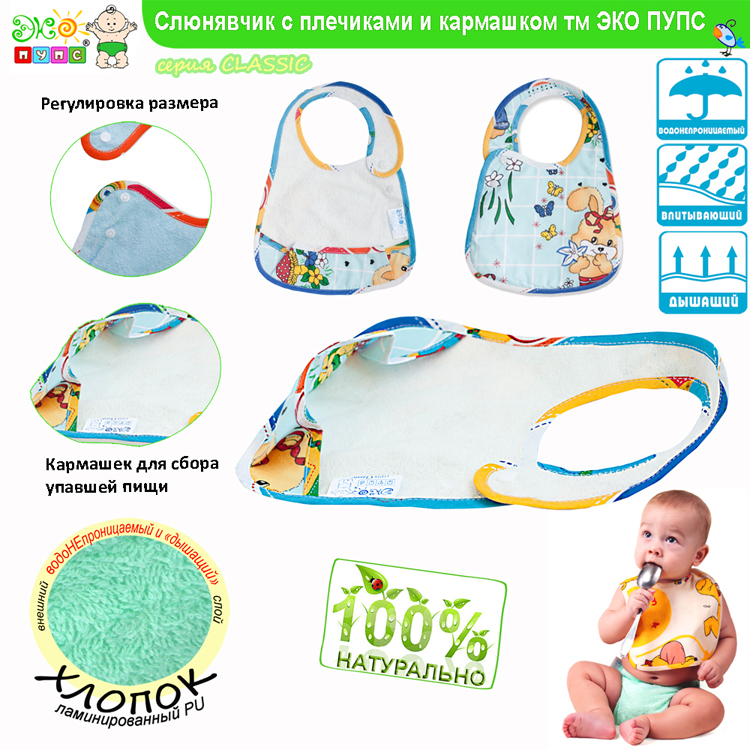 ЭКО
ПУПС
Слюнявчик с плечиками и кармашком тм ЭКО ПУПС
серия CLASSIC
Регулировка размера
ВОДОНЕПРОНИЦАЕМЫЙ
ВПИТЫВАЮЩИЙ
ДЫШАЩИЙ
Кармашек для сбора
упавшей пищи
внешний водоНЕпроницаемый и «дышащий» слой
ХЛОПОК
ламинированный PU
100%
НАТУРАЛЬНО